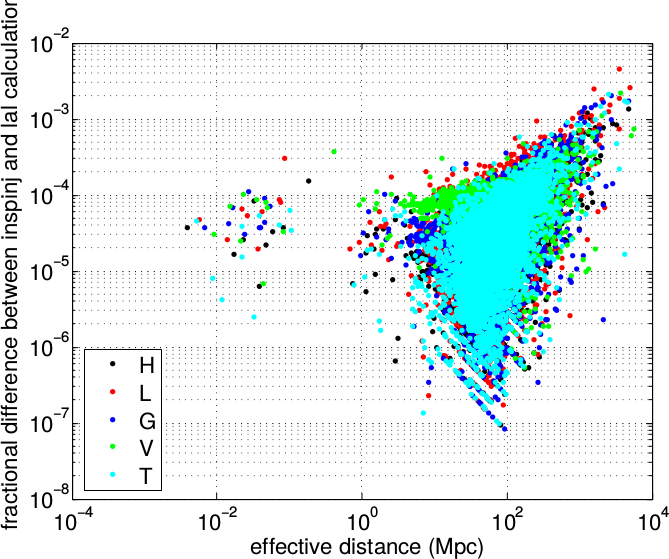 fractional difference between inspinj and lal calculation
10^-2
10^-3
10^-4
10^-5
10^-6
10^-7
10^-8
H
L
G
V
T
10^-4
10^-2
10^0
10^2
10^4
effective distance (Mpc)